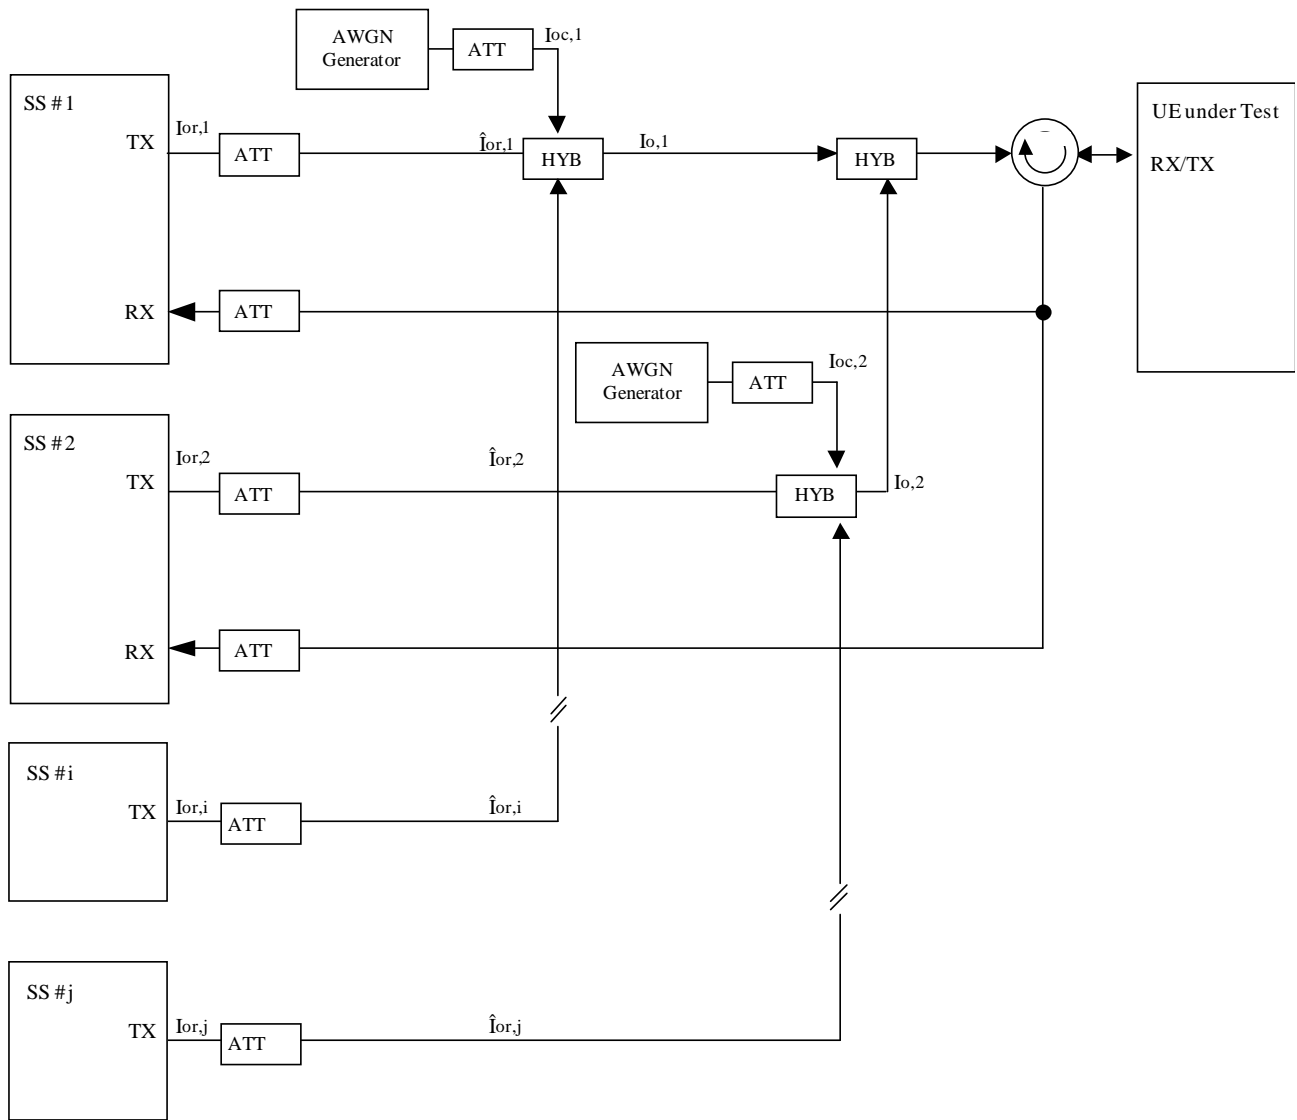 AWGN
Generator
ATT
Ioc,1
SS #1
TX
Ior,1
ATT
Îor,1
HYB
Io,1
HYB
UE under Test
RX/TX
RX
ATT
AWGN
Generator
ATT
Ioc,2
SS #2
TX
Ior,2
ATT
Îor,2
HYB
Io,2
RX
ATT
SS #i
TX
Ior,i
ATT
Îor,i
SS #j
TX
Ior,j
ATT
Îor,j